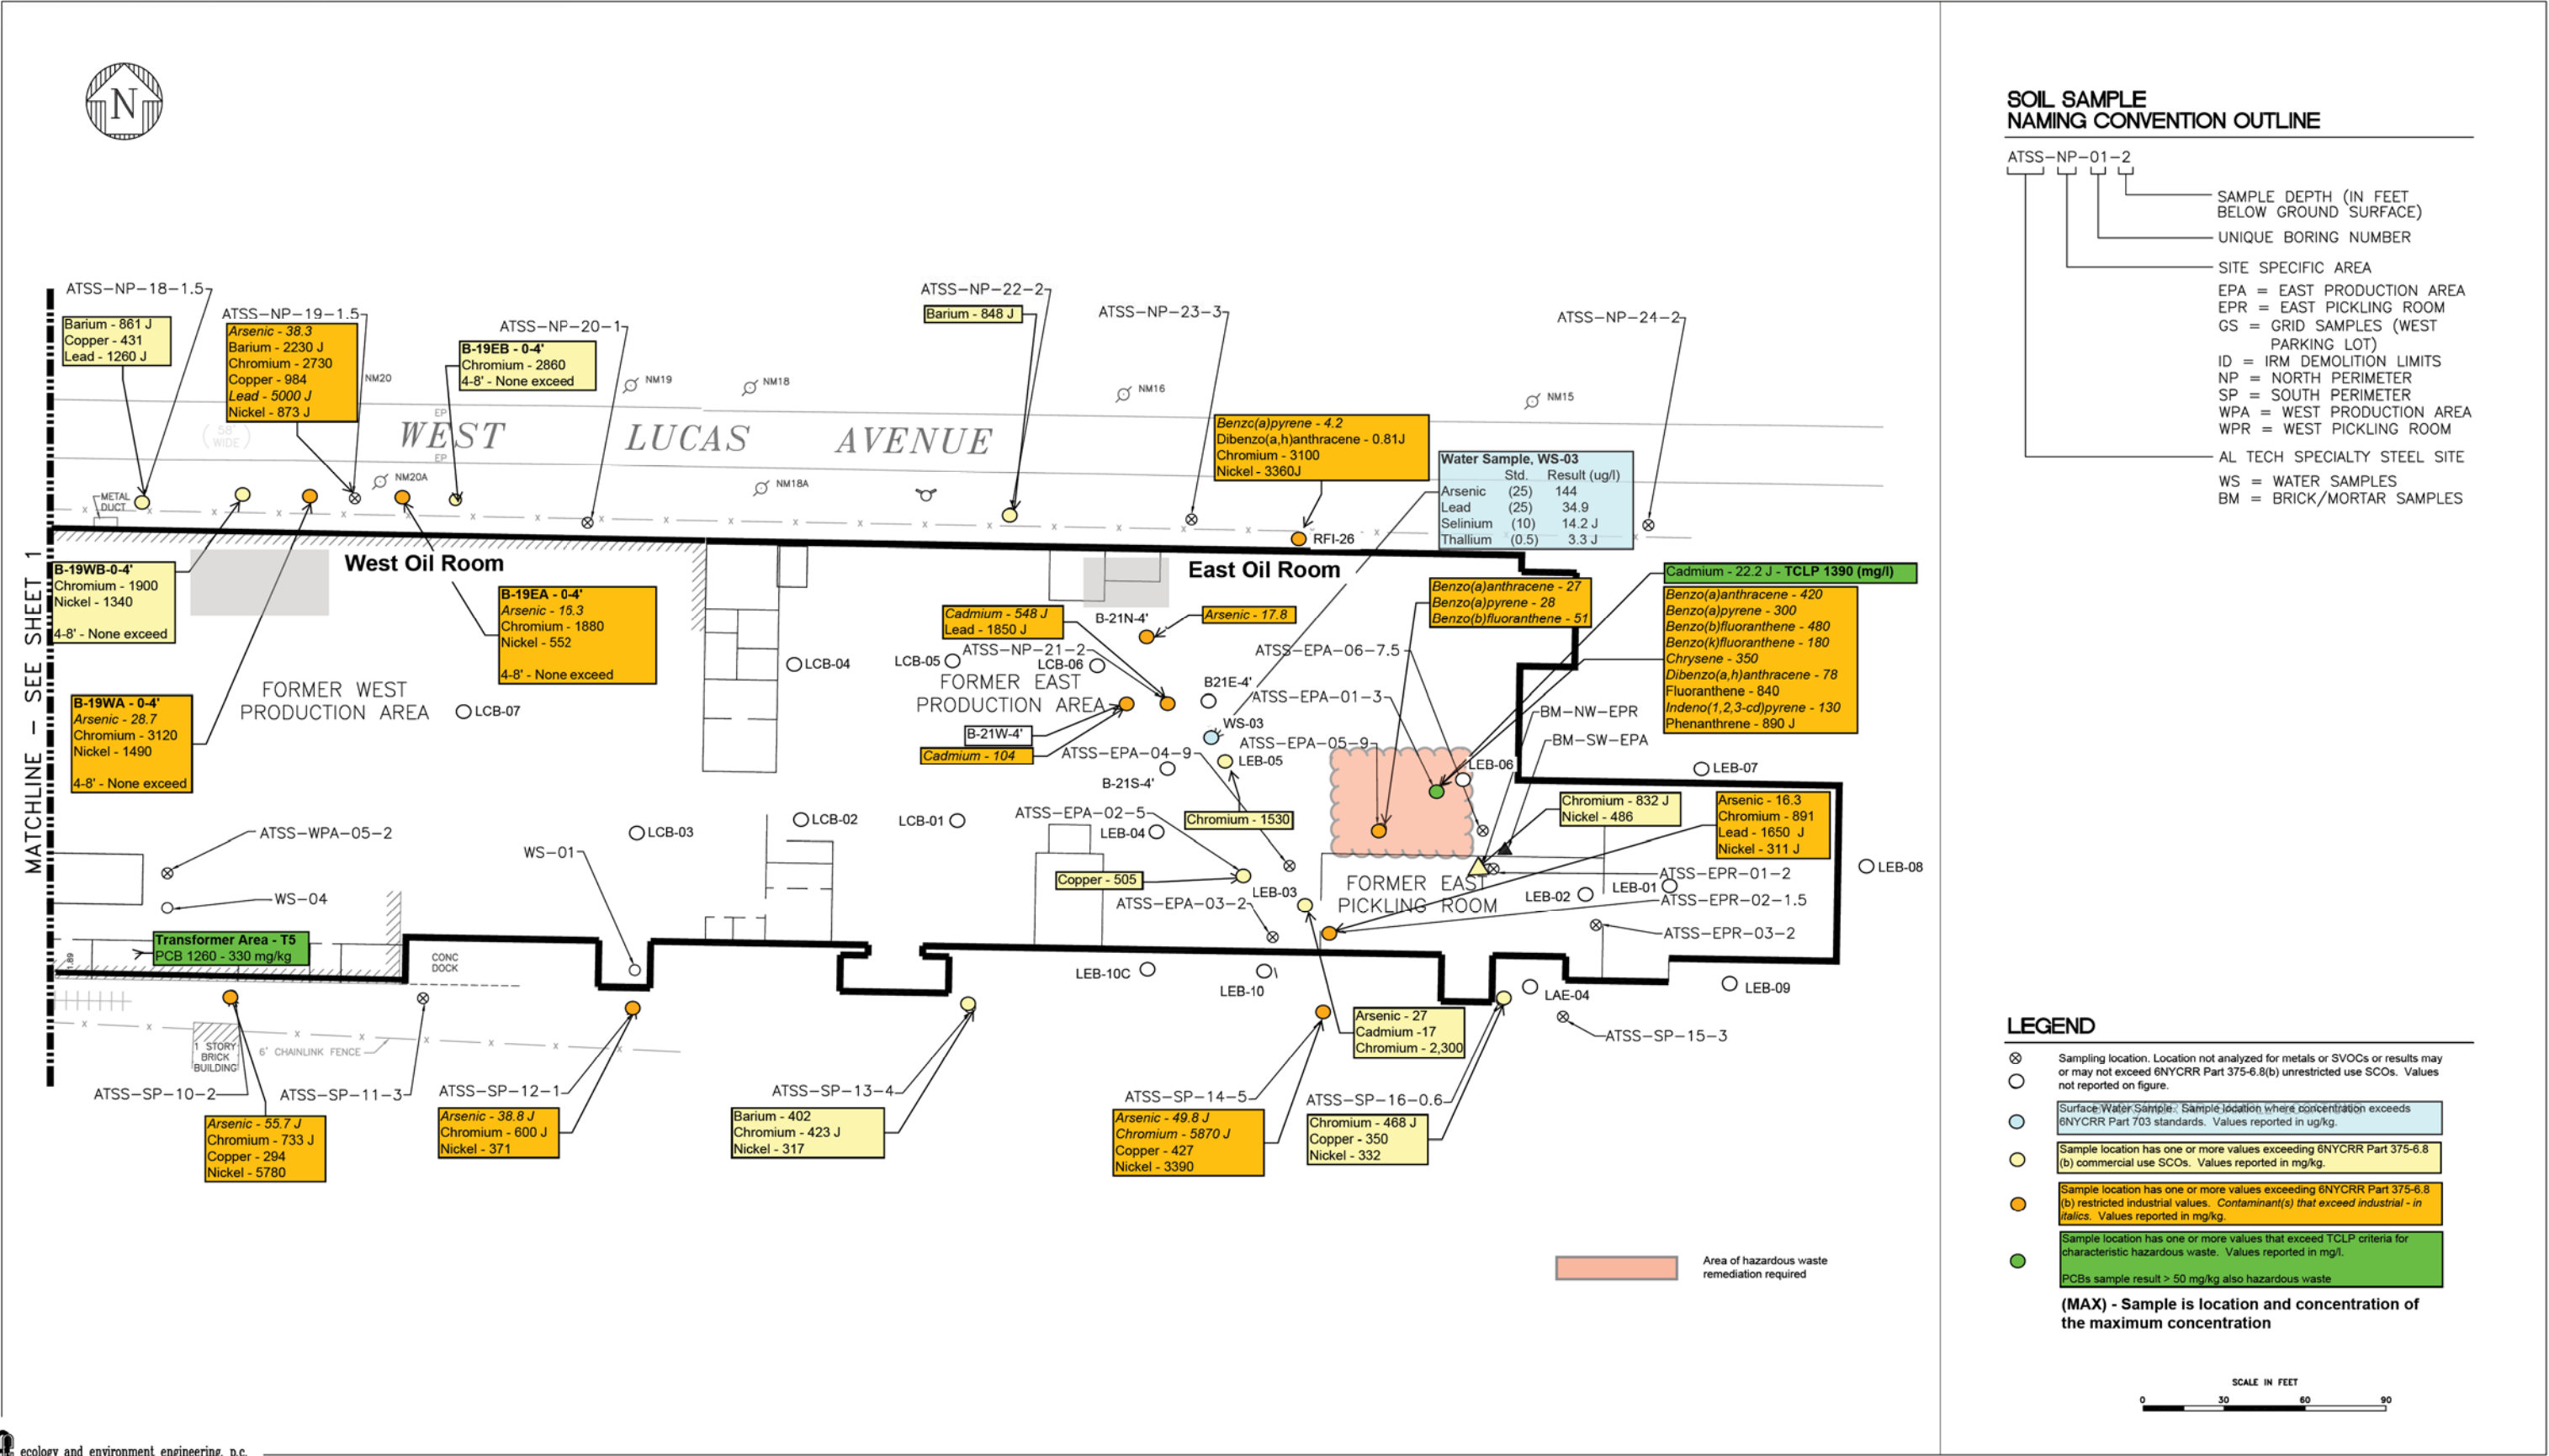 N
SOIL SAMPLE
NAMING CONVENTION OUTLINE
ATSS-NP-01-2
SAMPLE DEPTH (IN FEET
BELOW GROUND SURFACE)
UNIQUE BORING NUMBER
SITE SPECIFIC AREA
EPA = EAST PRODUCTION AREA
EPR = EAST PICKLING ROOM
GS = GRID SAMPLES (WEST
PARKING LOT)
ID = IRM DEMOLITION LIMITS
NP = NORTH PERIMETER
SP = SOUTH PERIMETER
WPA = WEST PRODUCTION AREA
WPR = WEST PICKLING ROOM
AL TECH SPECIALTY STEEL SITE
WS = WATER SAMPLES
BM = BRICK/MORTAR SAMPLES
MATCHLINE - SEE SHEET 1
ATSS-NP-18-1.5
Barium - 861 J
Copper - 431
Lead - 1260 J
ATSS-NP-19-1.5
Arsenic - 38.3
Barium - 2230 J
Chromium - 2730
Copper - 984
Lead - 5000 J
Nickel - 873 J
NM20
ATSS-NP-20-1
B-19EB - 0-4'
Chromium - 2860
4-8' - None exceed
NM19
NM18
ATSS-NP-22-2
Barium - 848 J
ATSS-NP-23-3
NM16
ATSS-NP-24-2
NM15
(58'
WIDE)
EP
WEST LUCAS AVENUE
EP
NM20A
NM18A
METAL
DUCT
Benzc(a)pyrene - 4.2
Dibenzo(a,h)anthracene - 0.81J
Chromium - 3100
Nickel - 3360J
RFI-26
Water Sample, WS-03
Std. Result (ug/l)
Arsenic (25) 144
Lead (25) 34.9
Selinium (10) 14.2 J
Thallium (0.5) 3.3 J
West Oil Room
East Oil Room
B-19WB-0-4'
Chromium - 1900
Nickel - 1340
4-8' - None exceed
B-19EA - 0-4'
Arsenic - 16.3
Chromium - 1880
Nickel - 552
4-8' - None exceed
B-19WA - 0-4'
Arsenic - 28.7
Chromium - 3120
Nickel - 1490
4-8' - None exceed
FORMER WEST
PRODUCTION AREA
LCB-07
LCB-04
LCB-05
LCB-06
Cadmium - 548 J
Lead - 1850 J
B-21N-4'
Arsenic - 17.8
ATSS-NP-21-2
FORMER EAST
PRODUCTION AREA
B-21W-4'
Cadmium - 104
B21E-4'
WS-03
ATSS-EPA-06-7.5
ATSS-EPA-01-3
ATSS-EPA-05-9
ATSS-EPA-04-9
LEB-05
B-21S-4'
Benzo(a)anthracene - 27
Benzo(a)pyrene - 28
Benzo(b)fluoranthene - 51
Cadmium - 22.2 J - TCLP 1390 (mg/l)
Benzo(a)anthracene - 420
Benzo(a)pyrene - 300
Benzo(b)fluoranthene - 480
Benzo(k)fluoranthene - 180
Chrysene - 350
Dibenzo(a,h)anthracene - 78
Fluoranthene - 840
Indeno(1,2,3-cd)pyrene - 130
Phenanthrene - 890 J
BM-NW-EPR
BM-SW-EPA
LEB-06
LEB-07
Chromium - 832 J
Nickel - 486
Arsenic - 16.3
Chromium - 891
Lead - 1650 J
Nickel - 311 J
LEB-08
ATSS-WPA-05-2
WS-04
WS-01
LCB-03
LCB-02
LCB-01
ATSS-EPA-02-5
LEB-04
Chromium - 1530
Copper - 505
LEB-03
ATSS-EPA-03-2
FORMER EAST
PICKLING ROOM
LEB-02
LEB-01
ATSS-EPR-01-2
ATSS-EPR-02-1.5
ATSS-EPR-03-2
Transformer Area - T5
PCB 1260 - 330 mg/kg
CONC
DOCK
LEB-10C
LEB-10
LAE-04
LEB-09
ATSS-SP-15-3
1 STORY
BRICK
BUILDING
6' CHAINLINK FENCE
ATSS-SP-10-2
Arsenic - 55.7 J
Chromium - 733 J
Copper - 294
Nickel - 5780
ATSS-SP-11-3
ATSS-SP-12-1
Arsenic - 38.8 J
Chromium - 600 J
Nickel - 371
ATSS-SP-13-4
Barium - 402
Chromium - 423 J
Nickel - 317
ATSS-SP-14-5
Arsenic - 49.8 J
Chromium - 5870 J
Copper - 427
Nickel - 3390
Arsenic - 27
Cadmium -17
Chromium - 2,300
ATSS-SP-16-0.6
Chromium - 468 J
Copper - 350
Nickel - 332
Area of hazardous waste
remediation required
LEGEND
Sampling location. Location not analyzed for metals or SVOCs or results may
or may not exceed 6NYCRR Part 375-6.8(b) unrestricted use SCOs. Values
not reported on figure.
Surface Water Sample. Sample location where concentration exceeds
6NYCRR Part 703 standards. Values reported in ug/kg.
Sample location has one or more values exceeding 6NYCRR Part 375-6.8
(b) commercial use SCOs. Values reported in mg/kg.
Sample location has one or more values exceeding 6NYCRR Part 375-6.8
(b) restricted industrial values. Contaminant(s) that exceed industrial - in
italics. Values reported in mg/kg.
Sample location has one or more values that exceed TCLP criteria for
characteristic hazardous waste. Values reported in mg/l.
PCBs sample result > 50 mg/kg also hazardous waste
(MAX) - Sample is location and concentration of
the maximum concentration
SCALE IN FEET
0 30 60 90
ecology and environment engineering, p.c.